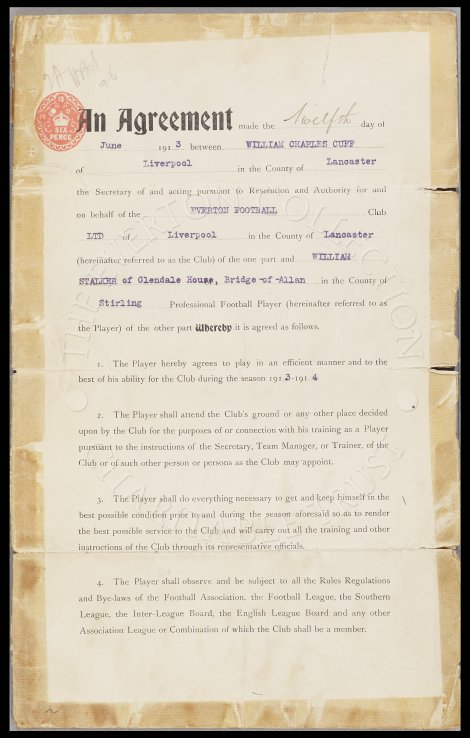 6
1916
SIX
PENCE
An Agreement made the Twelfth day of
June 1913 between WILLIAM CHARLES CUFF
of Liverpool in the County of Lancaster
the Secretary of and acting pursuant to Resolution and Authority for and
on behalf of the EVERTON FOOTBALL Club
LTD of Liverpool in the County of Lancaster
(hereinafter referred to as the Club) of the one part and WILLIAM
STALKER of Glendale House, Bridge-of-Allan in the County of
Stirling Professional Football Player (hereinafter referred to as
the Player) of the other part Whereby it is agreed as follows.
1. The Player hereby agrees to play in an efficient manner and to the
best of his ability for the Club during the season 1913-1914
2. The Player shall attend the Club's ground or any other place decided
upon by the Club for the purposes of or connection with his training as a Player
pursuant to the instructions of the Secretary, Team Manager, or Trainer, of the
Club or of such other person or persons as the Club may appoint.
3. The Player shall do everything necessary to get and keep himself in the
best possible condition prior to and during the season aforesaid so as to render
the best possible service to the Club and will carry out all the training and other
instructions of the Club through its representative officials.
4. The Player shall observe and be subject to all the Rules Regulations
and Bye-laws of the Football Association, the Football League, the Southern
League, the Inter-League Board, the English League Board and any other
Association League or Combination of which the Club shall be a member.
THE EVERTON COLLECTION
CHARITABLE TRUST